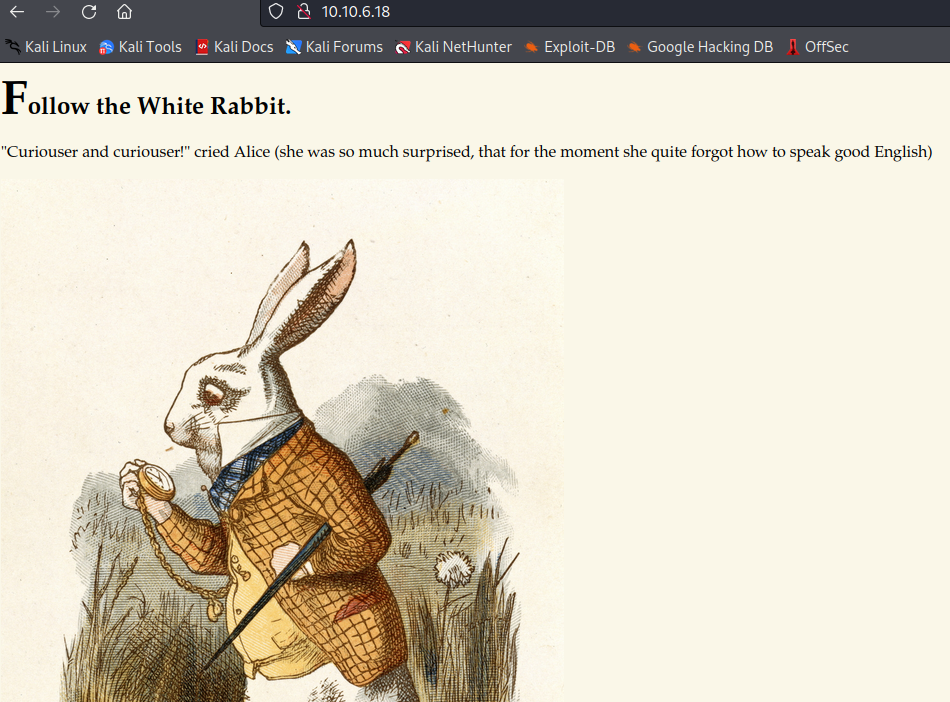 10.10.6.18
Kali Linux Kali Tools Kali Docs Kali Forums Kali NetHunter Exploit-DB Google Hacking DB OffSec
Follow the White Rabbit.
"Curiouser and curiouser!" cried Alice (she was so much surprised, that for the moment she quite forgot how to speak good English)